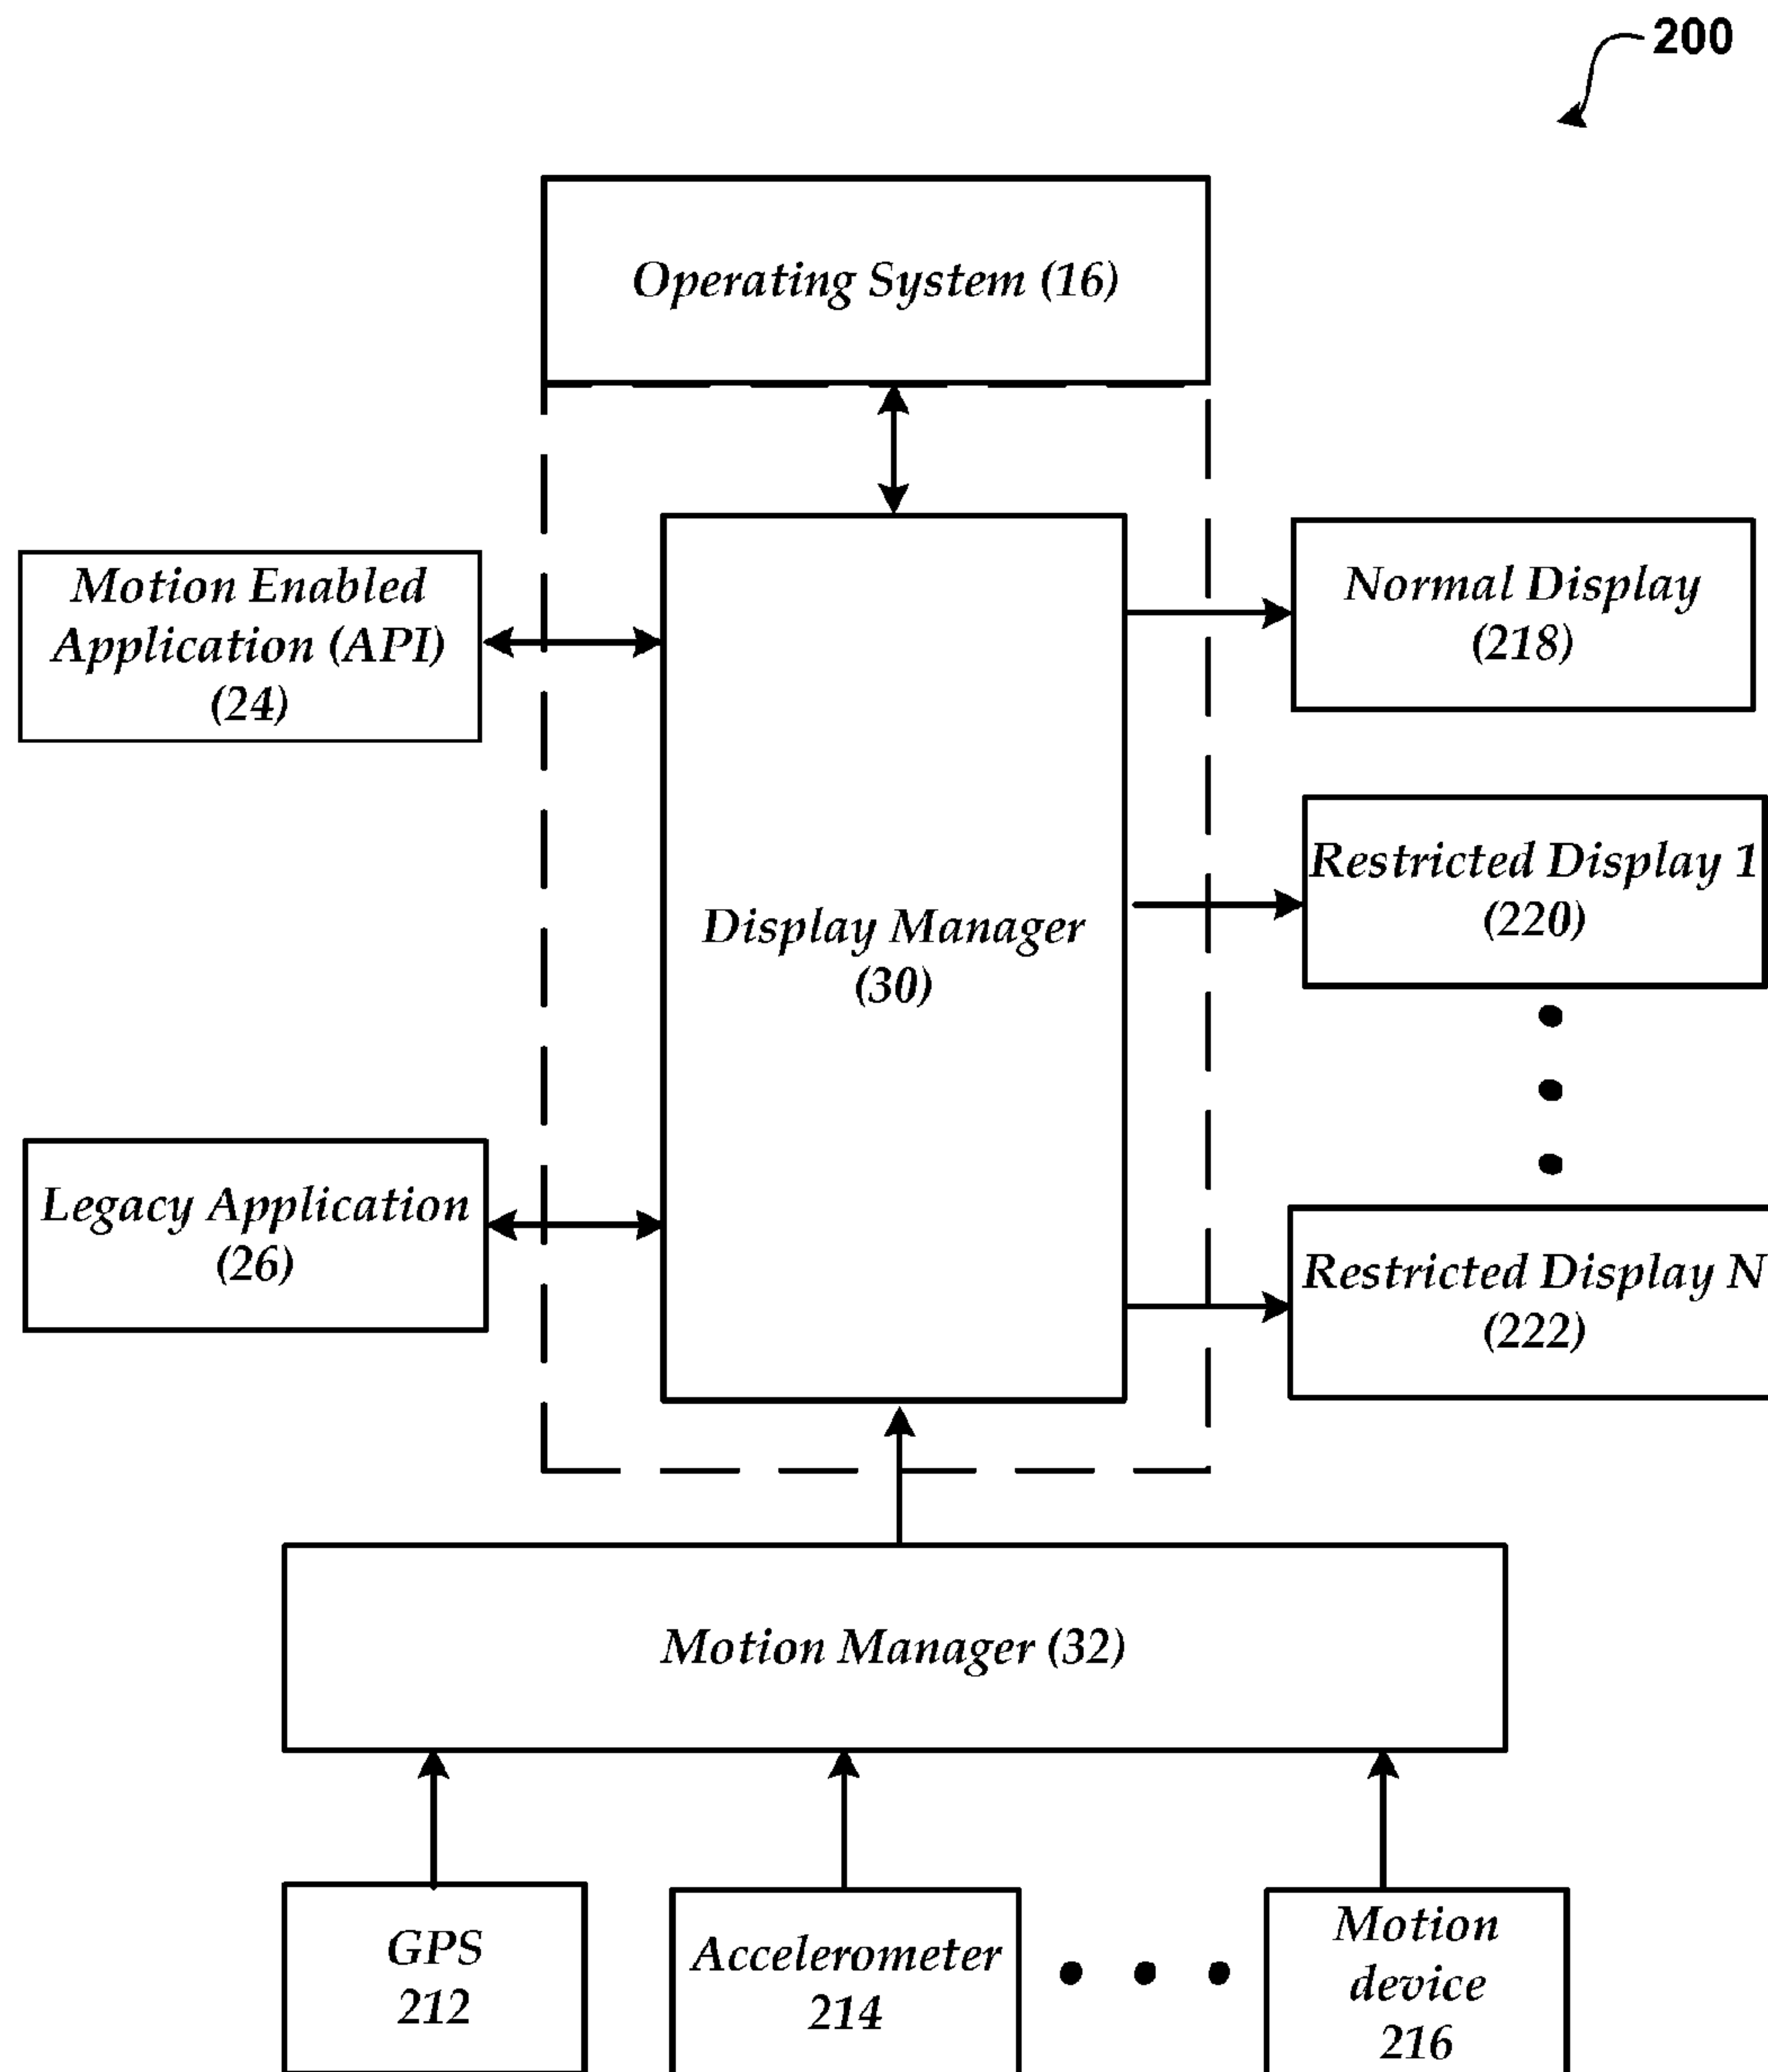 200
Operating System (16)
Motion Enabled
Application (API)
(24)
Normal Display
(218)
Restricted Display 1
(220)
Display Manager
(30)
Legacy Application
(26)
Restricted Display N
(222)
Motion Manager (32)
GPS
212
Accelerometer
214
Motion
device
216